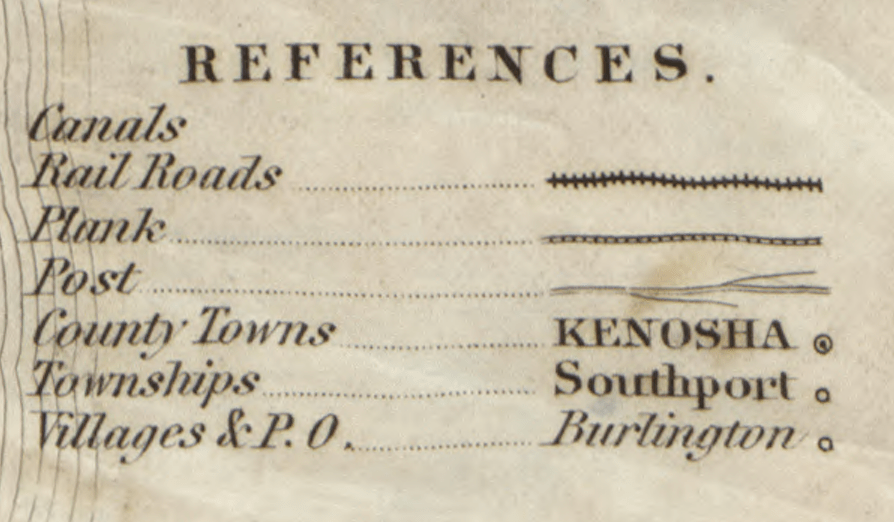 REFERENCES.
Canals
Rail Roads
Plank
Post
County Towns KENOSHA
Townships Southport
Villages & P. O. Burlington